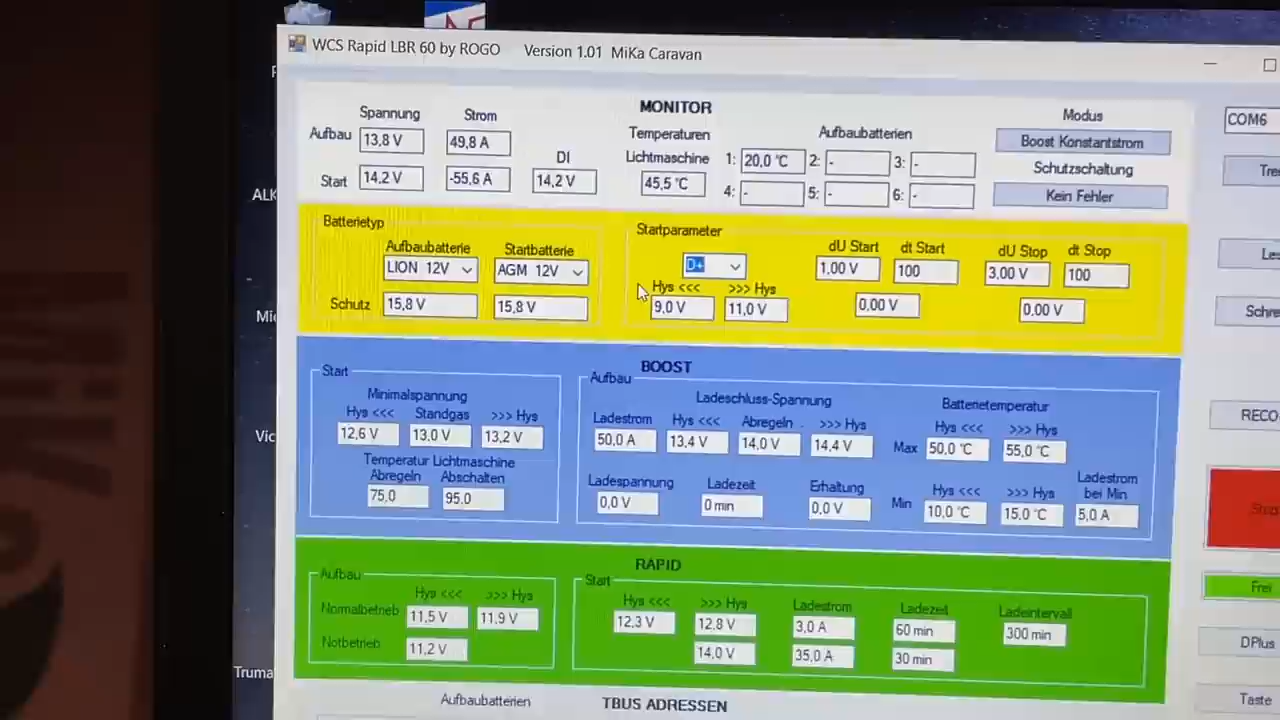 WCS Rapid LBR 60 by ROGO Version 1.01 MiKa Caravan
MONITOR
Spannung Strom
Temperaturen Aufbaubatterien Modus
COM6
Aufbau 13,8 V 49,8 A
DI
Lichtmaschine 1: 20,0 °C 2: - 3: -
Boost Konstantstrom
Schutzschaltung
Start 14,2 V -55,6 A 14,2 V
45,5 °C 4: - 5: - 6: -
Kein Fehler
Batterietyp
Aufbaubatterie Startbatterie
LION 12V AGM 12V
Schutz 15,8 V 15,8 V
Startparameter
D+
Hys <<< >>> Hys
9,0 V 11,0 V
dU Start dt Start dU Stop dt Stop
1,00 V 100 3,00 V 100
0,00 V 0,00 V
Schre
BOOST
Start
Minimalspannung
Hys <<< Standgas >>> Hys
12,6 V 13,0 V 13,2 V
Temperatur Lichtmaschine
Abregeln Abschalten
75,0 95,0
Aufbau
Ladeschluss-Spannung
Ladestrom Hys <<< Abregeln >>> Hys
50,0 A 13,4 V 14,0 V 14,4 V
Ladespannung Ladezeit Erhaltung
0,0 V 0 min 0,0 V
Batterietemperatur
Hys <<< >>> Hys
Max 50,0 °C 55,0 °C
Ladestrom
bei Min
Hys <<< >>> Hys
Min 10,0 °C 15,0 °C 5,0 A
RECO
RAPID
Aufbau
Hys <<< >>> Hys
Normalbetrieb 11,5 V 11,9 V
Notbetrieb 11,2 V
Start
Hys <<< >>> Hys Ladestrom Ladezeit Ladeintervall
12,3 V 12,8 V 3,0 A 60 min 300 min
14,0 V 35,0 A 30 min
Frei
DPlus
Taste
Aufbaubatterien
TBUS ADRESSEN
ALK
Mi
Vic
Truma